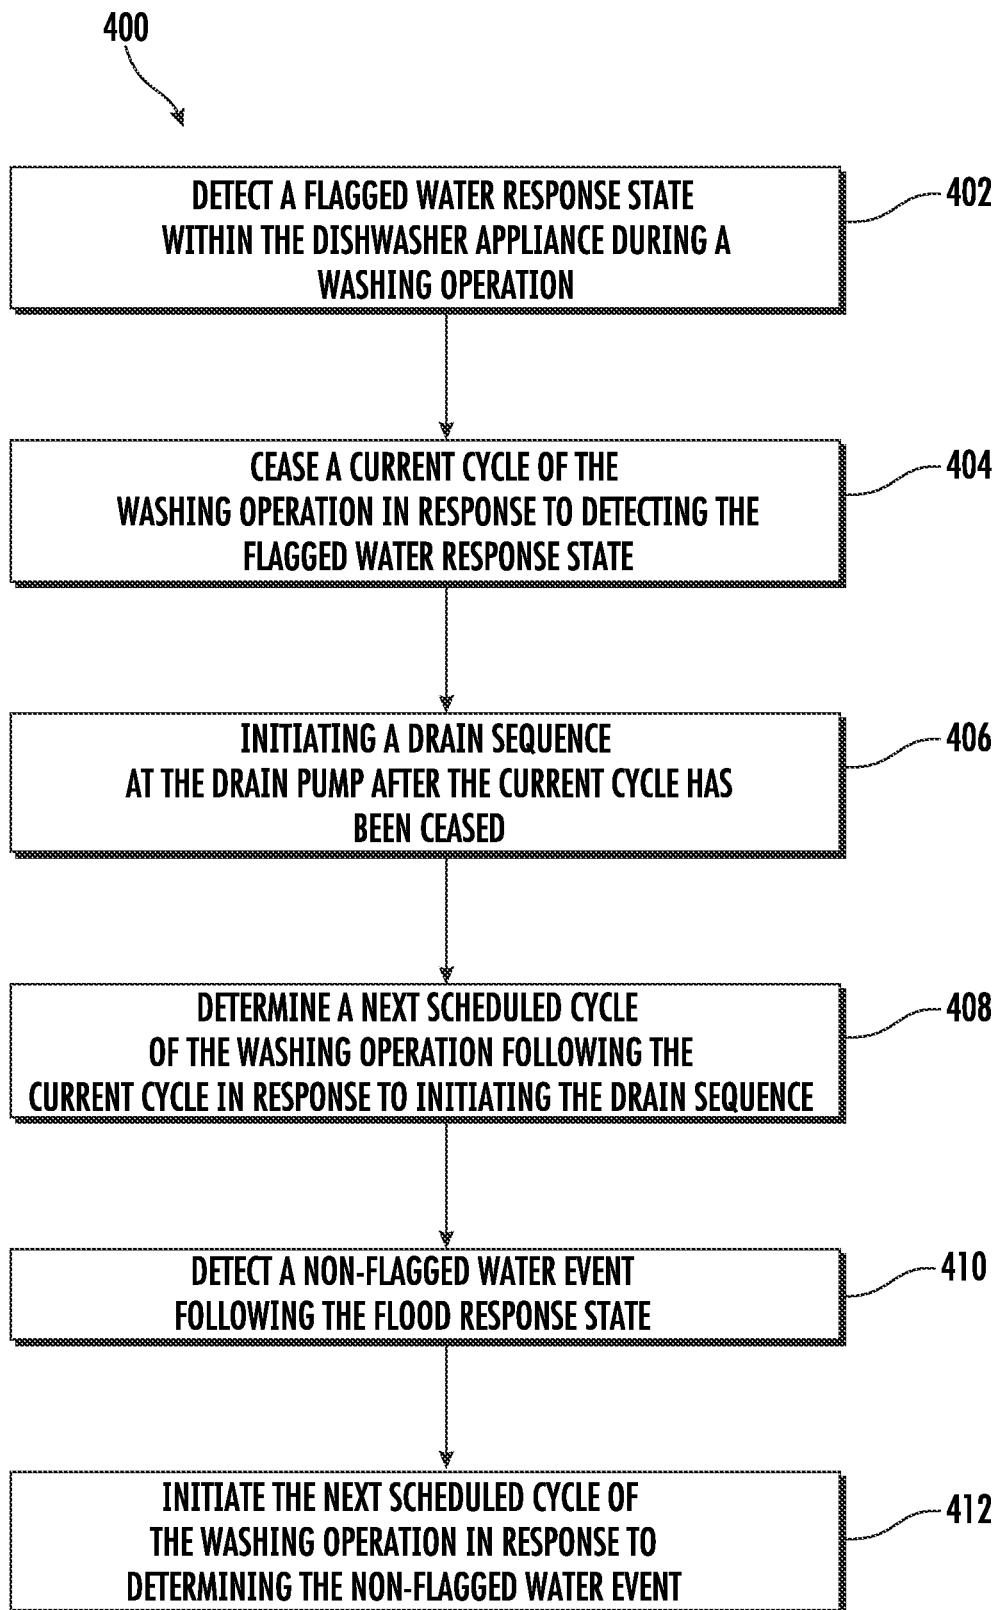 400
DETECT A FLAGGED WATER RESPONSE STATE
WITHIN THE DISHWASHER APPLIANCE DURING A
WASHING OPERATION
402
CEASE A CURRENT CYCLE OF THE
WASHING OPERATION IN RESPONSE TO DETECTING THE
FLAGGED WATER RESPONSE STATE
404
INITIATING A DRAIN SEQUENCE
AT THE DRAIN PUMP AFTER THE CURRENT CYCLE HAS
BEEN CEASED
406
DETERMINE A NEXT SCHEDULED CYCLE
OF THE WASHING OPERATION FOLLOWING THE
CURRENT CYCLE IN RESPONSE TO INITIATING THE DRAIN SEQUENCE
408
DETECT A NON-FLAGGED WATER EVENT
FOLLOWING THE FLOOD RESPONSE STATE
410
INITIATE THE NEXT SCHEDULED CYCLE OF
THE WASHING OPERATION IN RESPONSE TO
DETERMINING THE NON-FLAGGED WATER EVENT
412